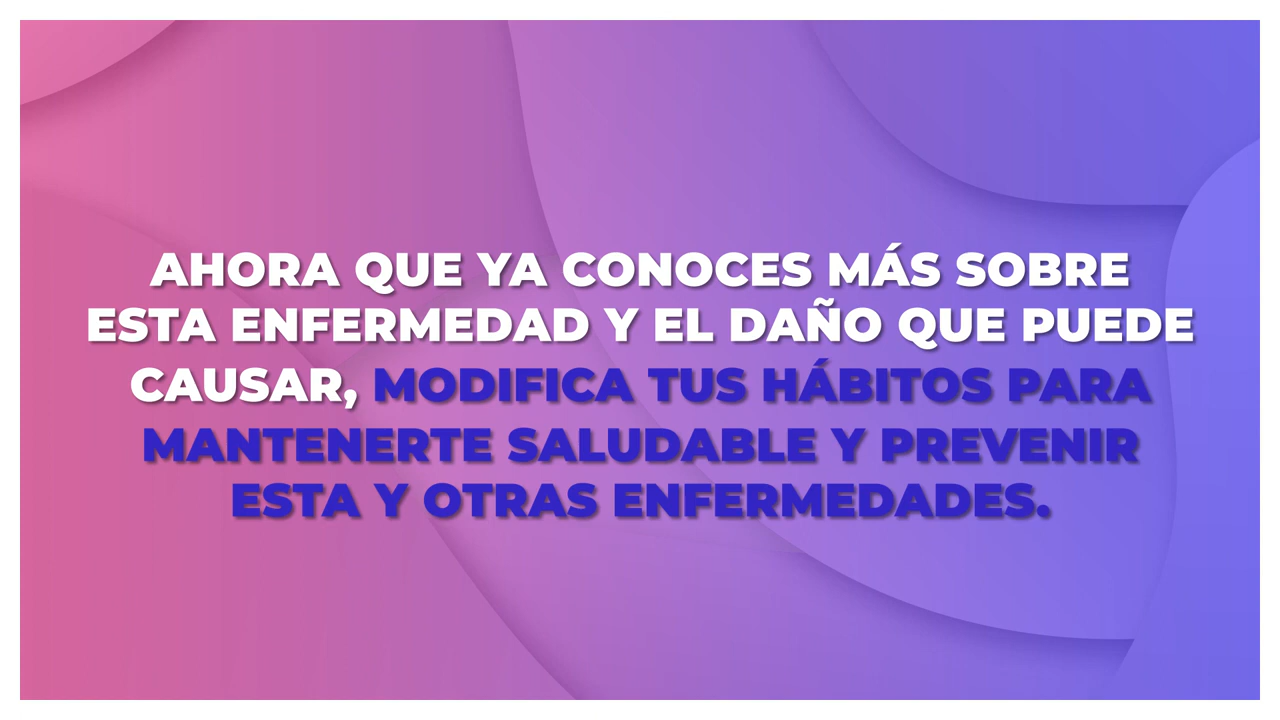 AHORA QUE YA CONOCES MÁS SOBRE
ESTA ENFERMEDAD Y EL DAÑO QUE PUEDE
CAUSAR, MODIFICA TUS HÁBITOS PARA
MANTENERTE SALUDABLE Y PREVENIR
ESTA Y OTRAS ENFERMEDADES.